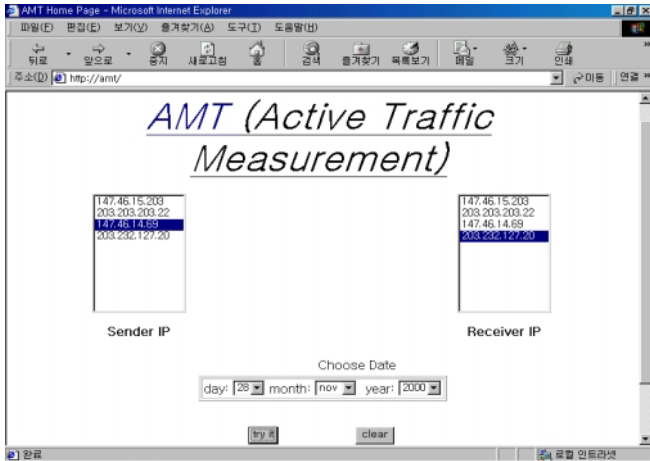 AMT Home Page - Microsoft Internet Explorer
파일(F) 편집(E) 보기(V) 즐겨찾기(A) 도구(T) 도움말(H)
뒤로 앞으로 중지 새로고침 홈 검색 즐겨찾기 목록보기 메일 크기 인쇄
주소(D) http://amt/ 이동 연결 »
AMT (Active Traffic
Measurement)
147.46.15.203
203.203.203.22
147.46.14.69
203.232.127.20
Sender IP
147.46.15.203
203.203.203.22
147.46.14.69
203.232.127.20
Receiver IP
Choose Date
day: 28 month: nov year: 2000
try it clear
완료 로컬 인트라넷